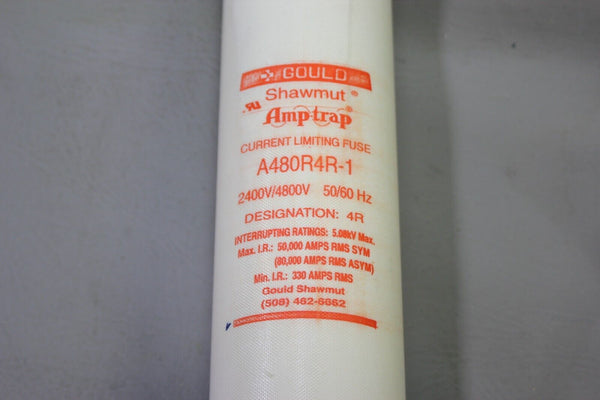 GOULD
Shawmut ®
Amp-trap ®
CURRENT LIMITING FUSE
A480R4R-1
2400V/4800V 50/60 Hz
DESIGNATION: 4R
INTERRUPTING RATINGS: 5.08kV Max.
Max. I.R.: 50,000 AMPS RMS SYM
(80,000 AMPS RMS ASYM)
Min. I.R.: 330 AMPS RMS
Gould Shawmut
(508) 462-6662